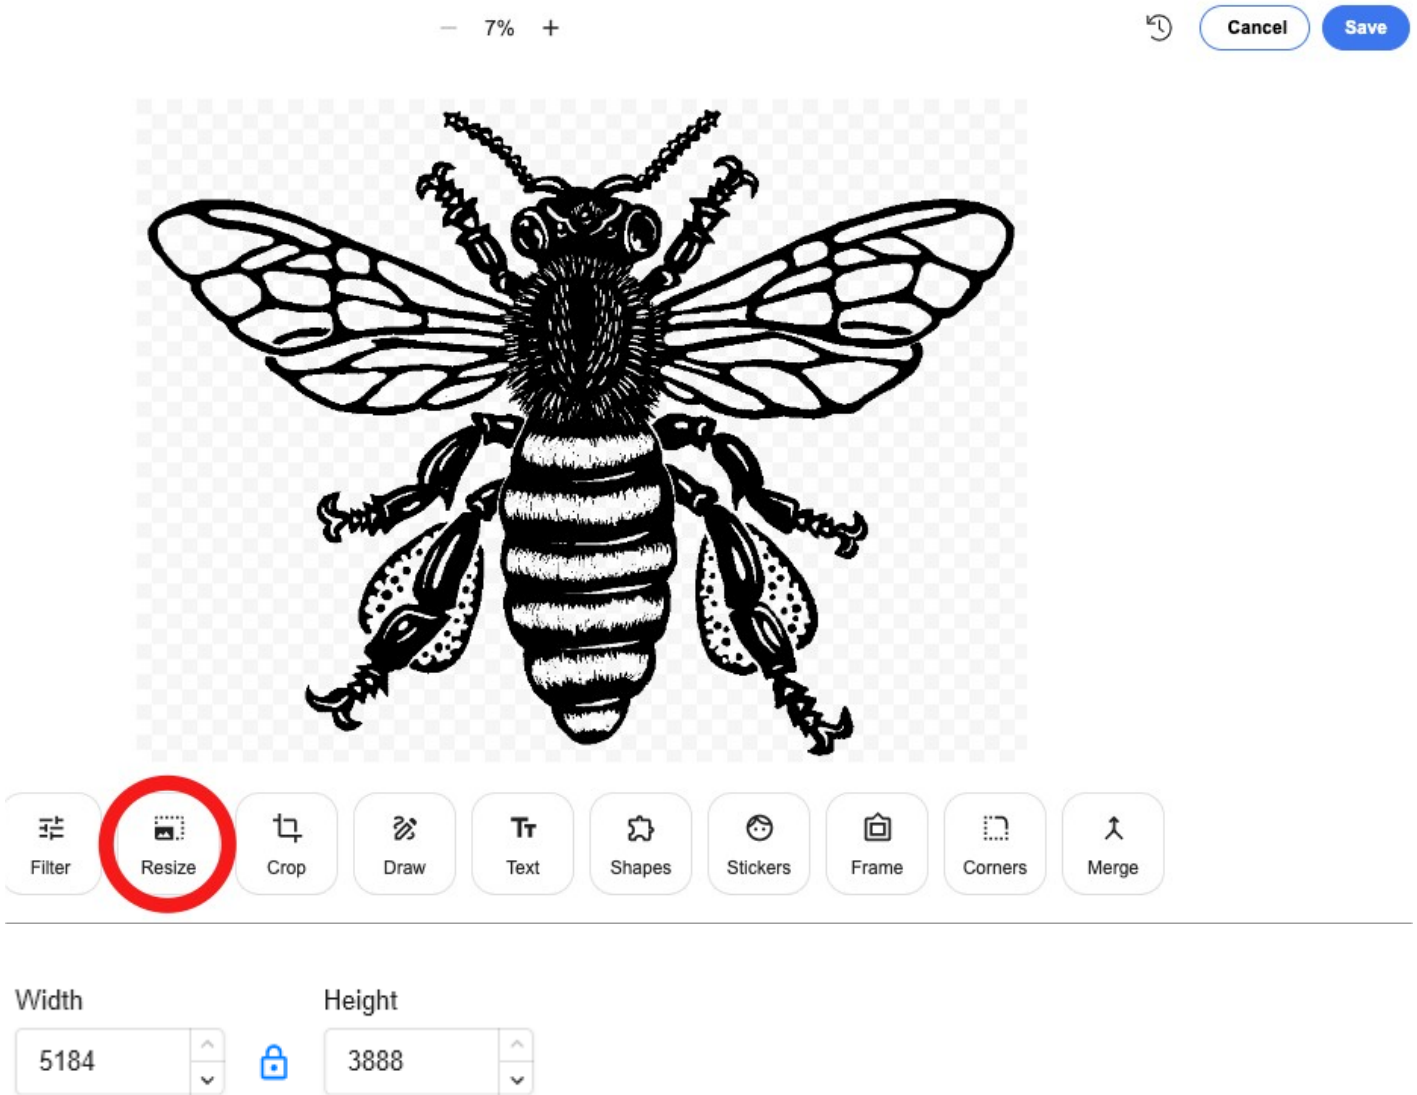 7%
Cancel
Save
Filter
Resize
Crop
Draw
Text
Shapes
Stickers
Frame
Corners
Merge
Width
Height
5184
3888